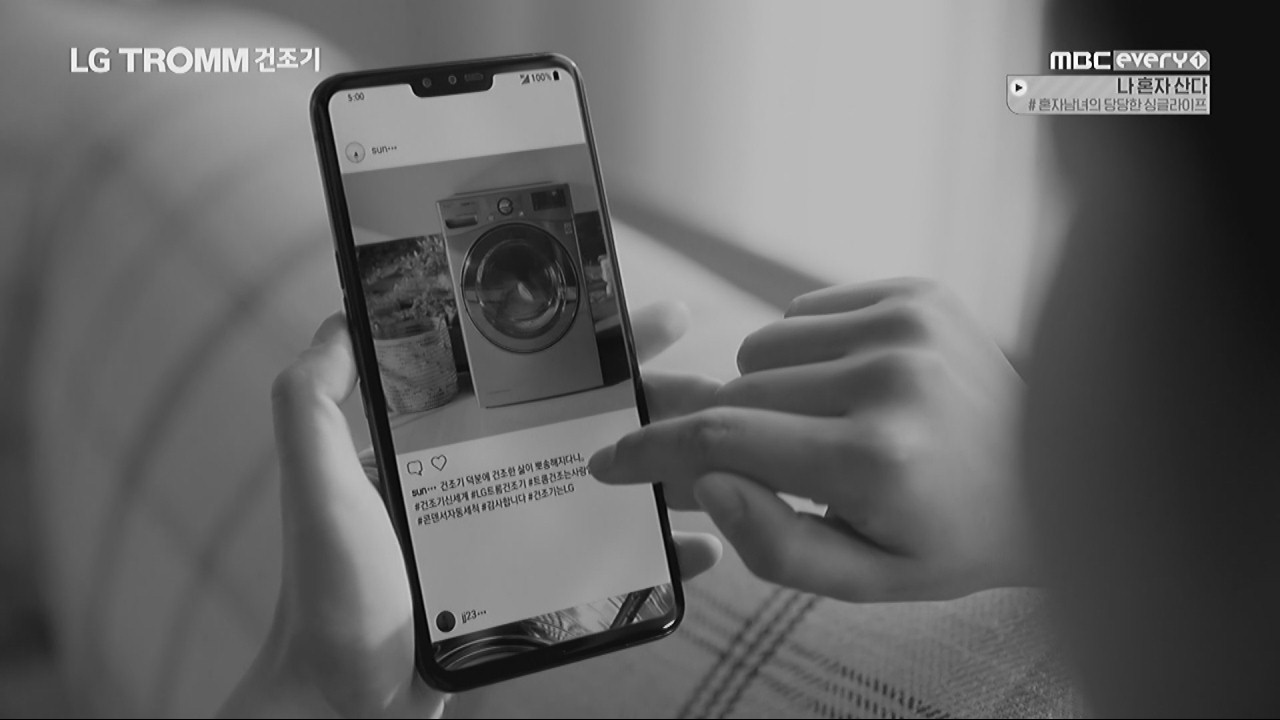 LG TROMM 건조기
MBC every1
나 혼자 산다
# 혼자남녀의 당당한 싱글라이프
5:00
100%
sun···
sun··· 건조기 덕분에 건조한 삶이 뽀송해지다니,,
#건조기신세계 #LG트롬건조기 #트롬건조는사랑
#콘덴서자동세척 #감사합니다 #건조기는LG
jj23···